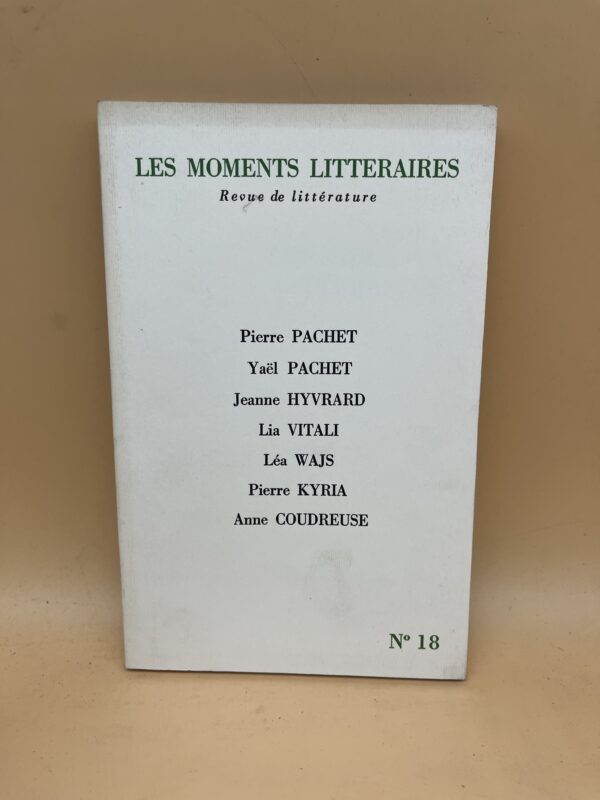 LES MOMENTS LITTERAIRES
Revue de littérature
Pierre PACHET
Yaël PACHET
Jeanne HYVRARD
Lia VITALI
Léa WAJS
Pierre KYRIA
Anne COUDREUSE
Nº 18